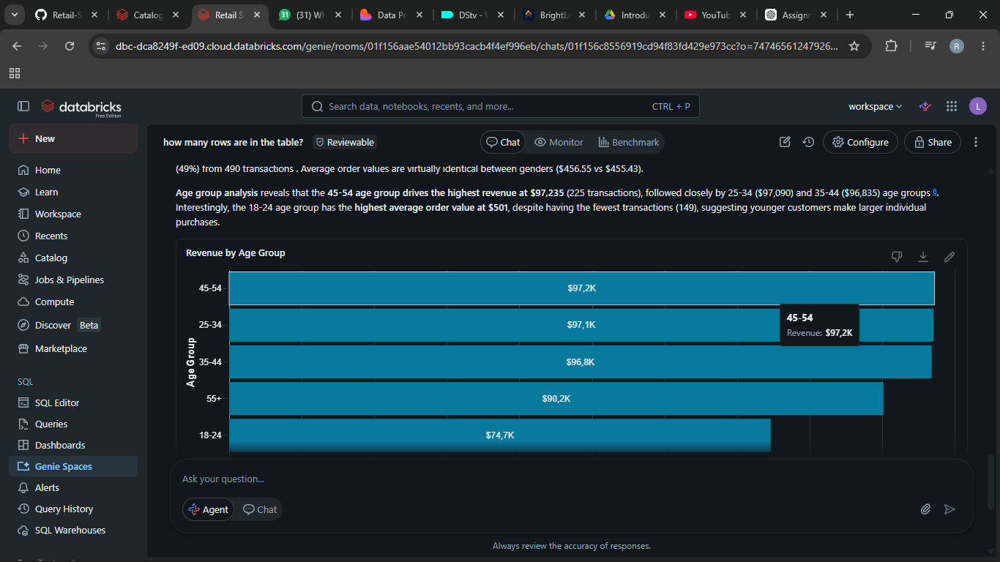 Retail-S
Catalog
Retail S
(31) Wh
Data Pr
DStv - 
BrightL
Introdu
YouTub
Assignm
dbc-dca8249f-ed09.cloud.databricks.com/genie/rooms/01f156aae54012bb93cacb4f4ef996eb/chats/01f156c8556919cd94f83fd429e973cc?o=74746561247926...
R
databricks
Free Edition
Search data, notebooks, recents, and more...
CTRL + P
workspace
L
New
Home
Learn
Workspace
Recents
Catalog
Jobs & Pipelines
Compute
Discover Beta
Marketplace
SQL
SQL Editor
Queries
Dashboards
Genie Spaces
Alerts
Query History
SQL Warehouses
how many rows are in the table?
Reviewable
Chat
Monitor
Benchmark
Configure
Share
(49%) from 490 transactions . Average order values are virtually identical between genders ($456.55 vs $455.43).
Age group analysis reveals that the 45-54 age group drives the highest revenue at $97,235 (225 transactions), followed closely by 25-34 ($97,090) and 35-44 ($96,835) age groups 6.
Interestingly, the 18-24 age group has the highest average order value at $501, despite having the fewest transactions (149), suggesting younger customers make larger individual
purchases.
Revenue by Age Group
Age Group
45-54 $97,2K
25-34 $97,1K
35-44 $96,8K
55+ $90,2K
18-24 $74,7K
45-54
Revenue: $97,2K
Ask your question...
Agent
Chat
Always review the accuracy of responses.